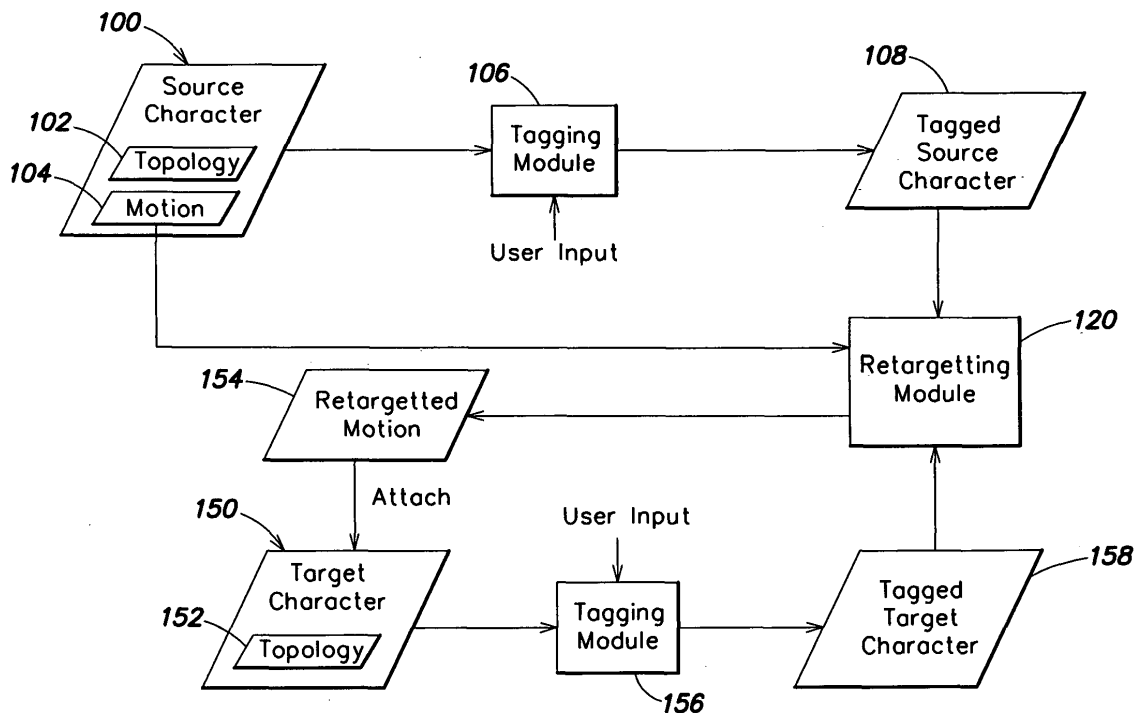 100
Source
Character
102
Topology
104
Motion
106
Tagging
Module
User Input
108
Tagged
Source
Character
120
Retargetting
Module
154
Retargetted
Motion
Attach
150
Target
Character
152
Topology
User Input
Tagging
Module
156
158
Tagged
Target
Character